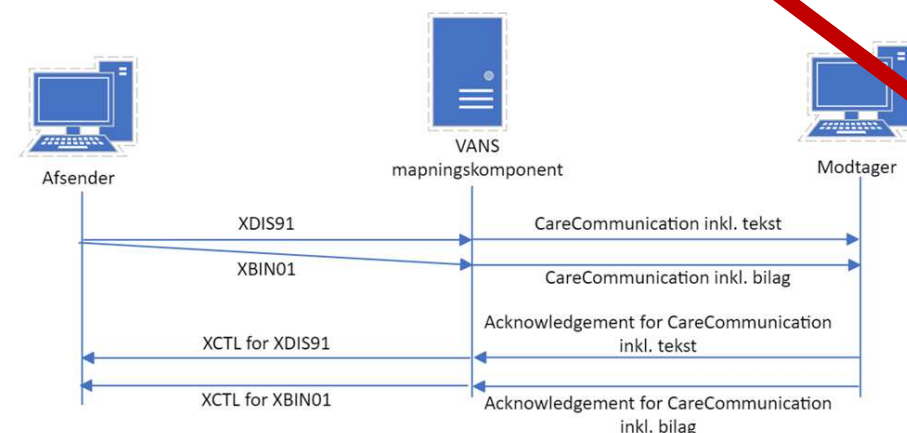 VANS
mapningskomponent
Afsender
Modtager
XDIS91
CareCommunication inkl. tekst
XBIN01
CareCommunication inkl. bilag
Acknowledgement for CareCommunication
inkl. tekst
XCTL for XDIS91
XCTL for XBIN01
Acknowledgement for CareCommunication
inkl. bilag